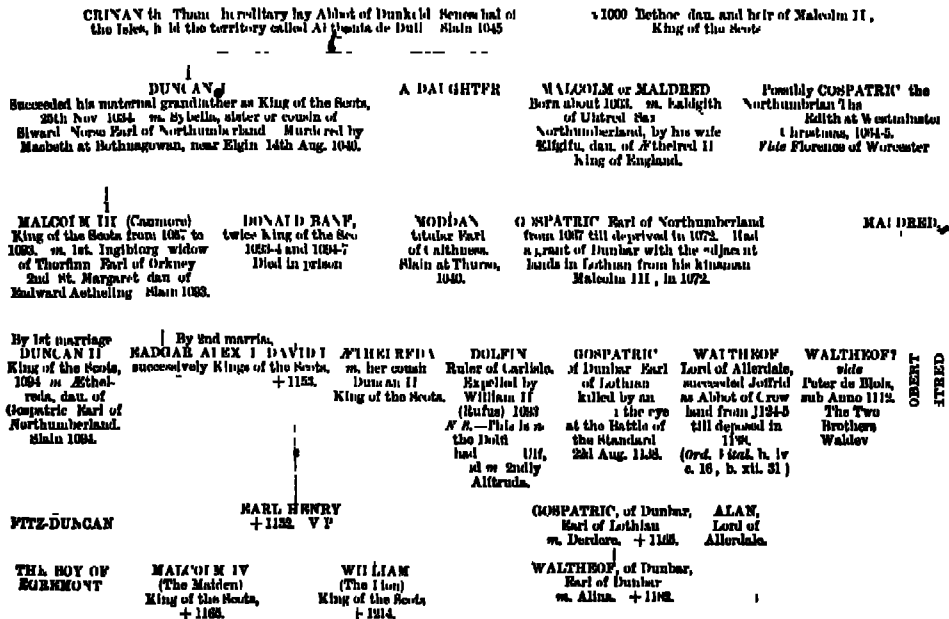 CRINAN the Thane hereditary lay Abbot of Dunkeld Seneschal of
the Isles, held the territory called Abthania de Dull Slain 1045
1000 Bethoc dau. and heir of Malcolm II,
King of the Scots
DUNCAN I
Succeeded his maternal grandfather as King of the Scots,
25th Nov 1034. m. Sybella, sister or cousin of
Siward Norse Earl of Northumberland Murdered by
Macbeth at Bothnagowan, near Elgin 14th Aug. 1040.
A DAUGHTER
MALCOLM or MALDRED
Born about 1003. m. Ealdgith
of Uhtred
Northumberland, by his wife
Elfgifu, dau. of Æthelred II
King of England.
Possibly GOSPATRIC the
Northumbrian
Edith at Westminster
Christmas, 1064-5.
Vide Florence of Worcester
MALCOLM III (Canmore)
King of the Scots from 1057 to
1093. m. 1st. Ingibiorg widow
of Thorfinn Earl of Orkney
2nd St. Margaret dau of
Eadward Aetheling Slain 1093.
DONALD BANE,
twice King of the
1093-4 and 1094-7
Died in prison
MODDAN
titular Earl
of Caithness.
Slain at Thurso,
1040.
GOSPATRIC Earl of Northumberland
from 1067 till deprived in 1072. Had
a grant of Dunbar with the adjacent
lands in Lothian from his kinsman
Malcolm III, in 1072.
MALDRED
By 1st marriage
DUNCAN II
King of the Scots,
1094 m Æthel-
reda, dau. of
Gospatric Earl of
Northumberland.
Slain 1094.
By 2nd
EADGAR ALEX I DAVID I
successively Kings of the Scots,
+ 1153.
ÆTHELREDA
m. her cousin
Duncan II
King of the Scots.
DOLFIN
Ruler of Carlisle.
Expelled by
William II
(Rufus) 1093
N B.—This is
the Dolfi
had Ulf,
m 2ndly
Alftruda.
GOSPATRIC
of Dunbar Earl
of Lothian
killed by an
the eye
at the Battle of
the Standard
22d Aug. 1138.
WALTHEOF
Lord of Allerdale,
succeeded Joffrid
as Abbot of Crow
land from 1124-5
till deposed in
1138.
(Ord. Vital. b. iv
c. 16, b. xii. 31)
WALTHEOF?
vide
Peter de Blois,
sub Anno 1112.
The Two
Brothers
Waldev
OBERT
FITZ-DUNCAN
EARL HENRY
+ 1152. V P
GOSPATRIC, of Dunbar,
Earl of Lothian
m. Derdere. + 1166.
ALAN,
Lord of
Allerdale.
THE BOY OF
EGREMONT
MALCOLM IV
(The Maiden)
King of the Scots,
+ 1165.
WILLIAM
(The Lion)
King of the Scots
+ 1214.
WALTHEOF, of Dunbar,
Earl of Dunbar
m. Alina. + 1182.